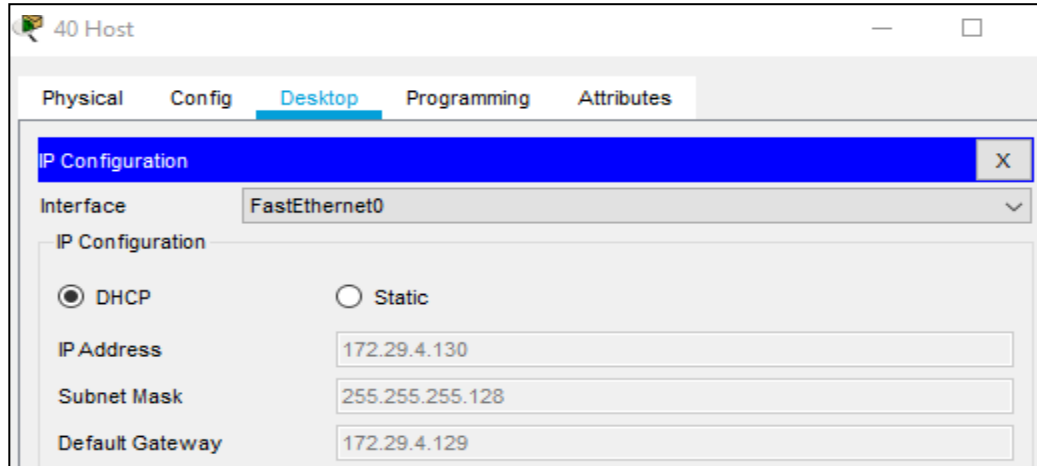 40 Host
Physical Config Desktop Programming Attributes
IP Configuration X
Interface FastEthernet0
IP Configuration
DHCP Static
IP Address 172.29.4.130
Subnet Mask 255.255.255.128
Default Gateway 172.29.4.129